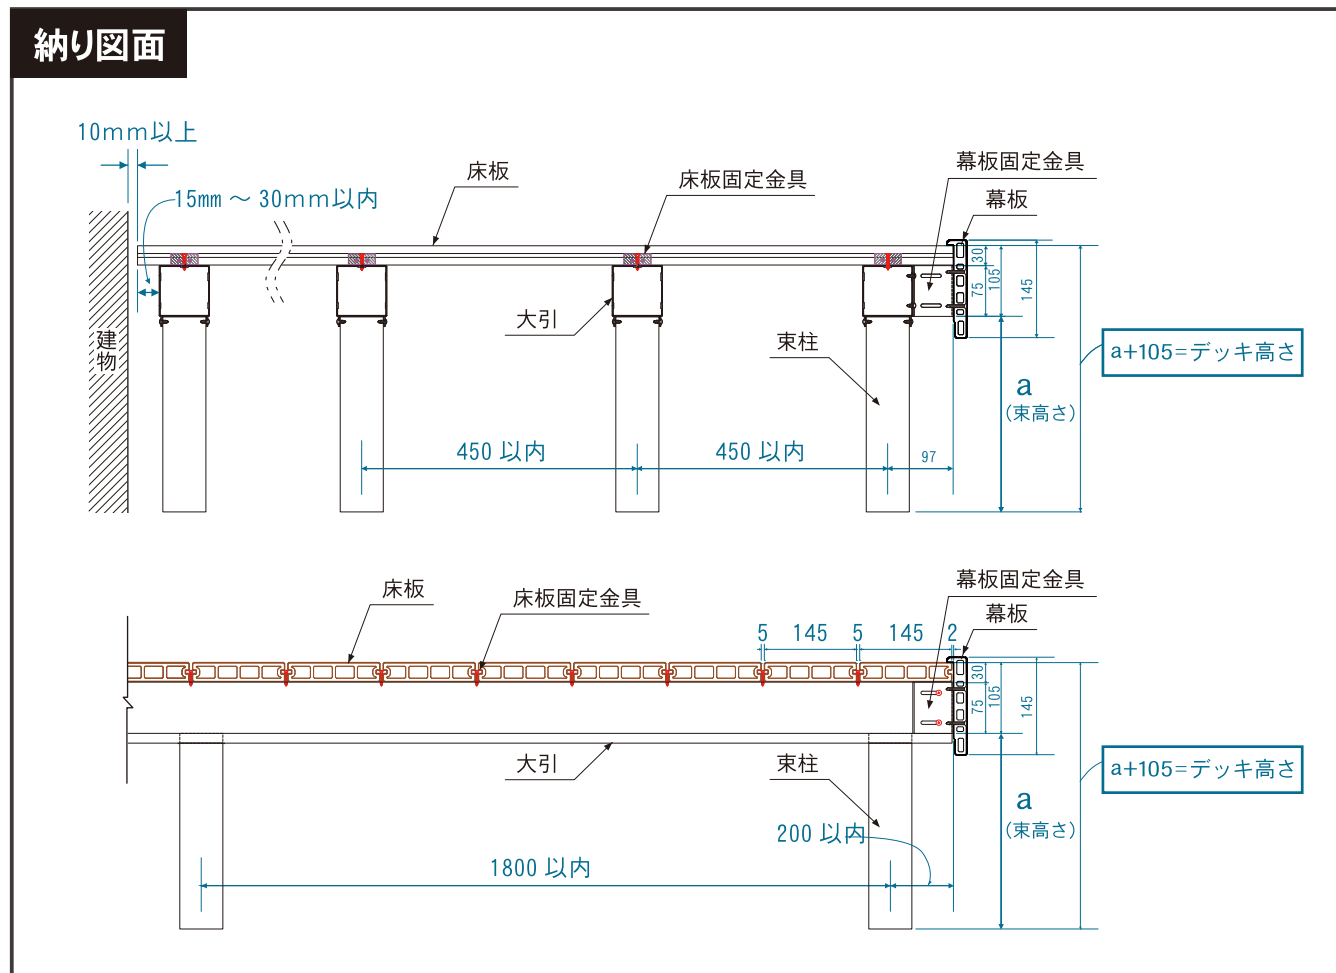 納り図面
10mm以上
15mm ～ 30mm以内
床板
床板固定金具
幕板固定金具
幕板
30
75
105
145
大引
束柱
建物
a+105=デッキ高さ
a
(束高さ)
450 以内
450 以内
97
床板
床板固定金具
幕板固定金具
幕板
5
145
5
145
2
30
75
105
145
大引
束柱
a+105=デッキ高さ
a
(束高さ)
200 以内
1800 以内